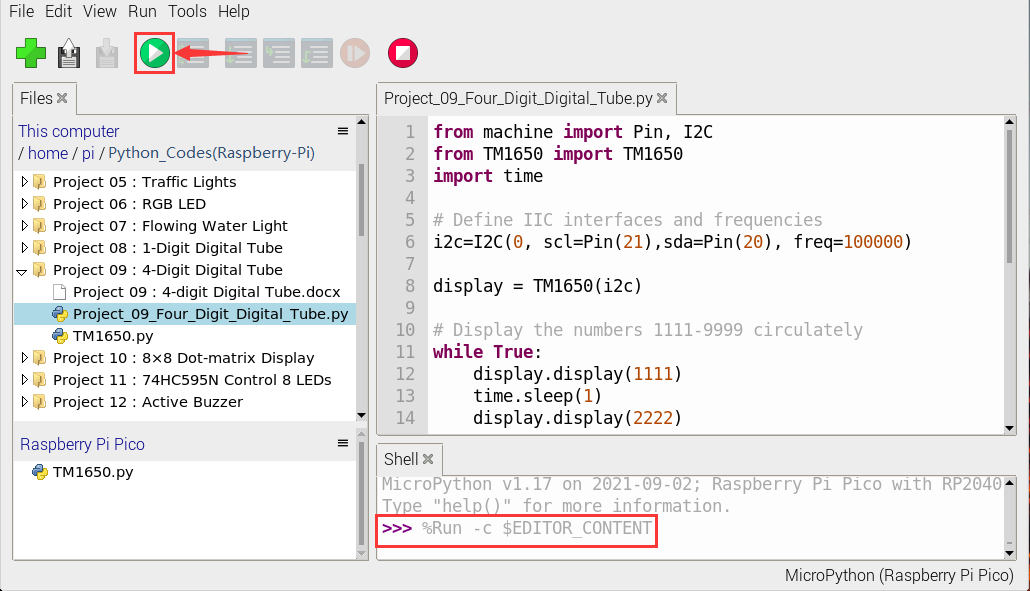 File Edit View Run Tools Help
Files
This computer
/ home / pi / Python_Codes(Raspberry-Pi)
Project 05 : Traffic Lights
Project 06 : RGB LED
Project 07 : Flowing Water Light
Project 08 : 1-Digit Digital Tube
Project 09 : 4-Digit Digital Tube
Project 09 : 4-digit Digital Tube.docx
Project_09_Four_Digit_Digital_Tube.py
TM1650.py
Project 10 : 8×8 Dot-matrix Display
Project 11 : 74HC595N Control 8 LEDs
Project 12 : Active Buzzer
Raspberry Pi Pico
TM1650.py
Project_09_Four_Digit_Digital_Tube.py
1 from machine import Pin, I2C
2 from TM1650 import TM1650
3 import time
4
5 # Define IIC interfaces and frequencies
6 i2c=I2C(0, scl=Pin(21),sda=Pin(20), freq=100000)
7
8 display = TM1650(i2c)
9
10 # Display the numbers 1111-9999 circulately
11 while True:
12 display.display(1111)
13 time.sleep(1)
14 display.display(2222)
Shell
MicroPython v1.17 on 2021-09-02; Raspberry Pi Pico with RP2040
Type "help()" for more information.
>>> %Run -c $EDITOR_CONTENT
MicroPython (Raspberry Pi Pico)